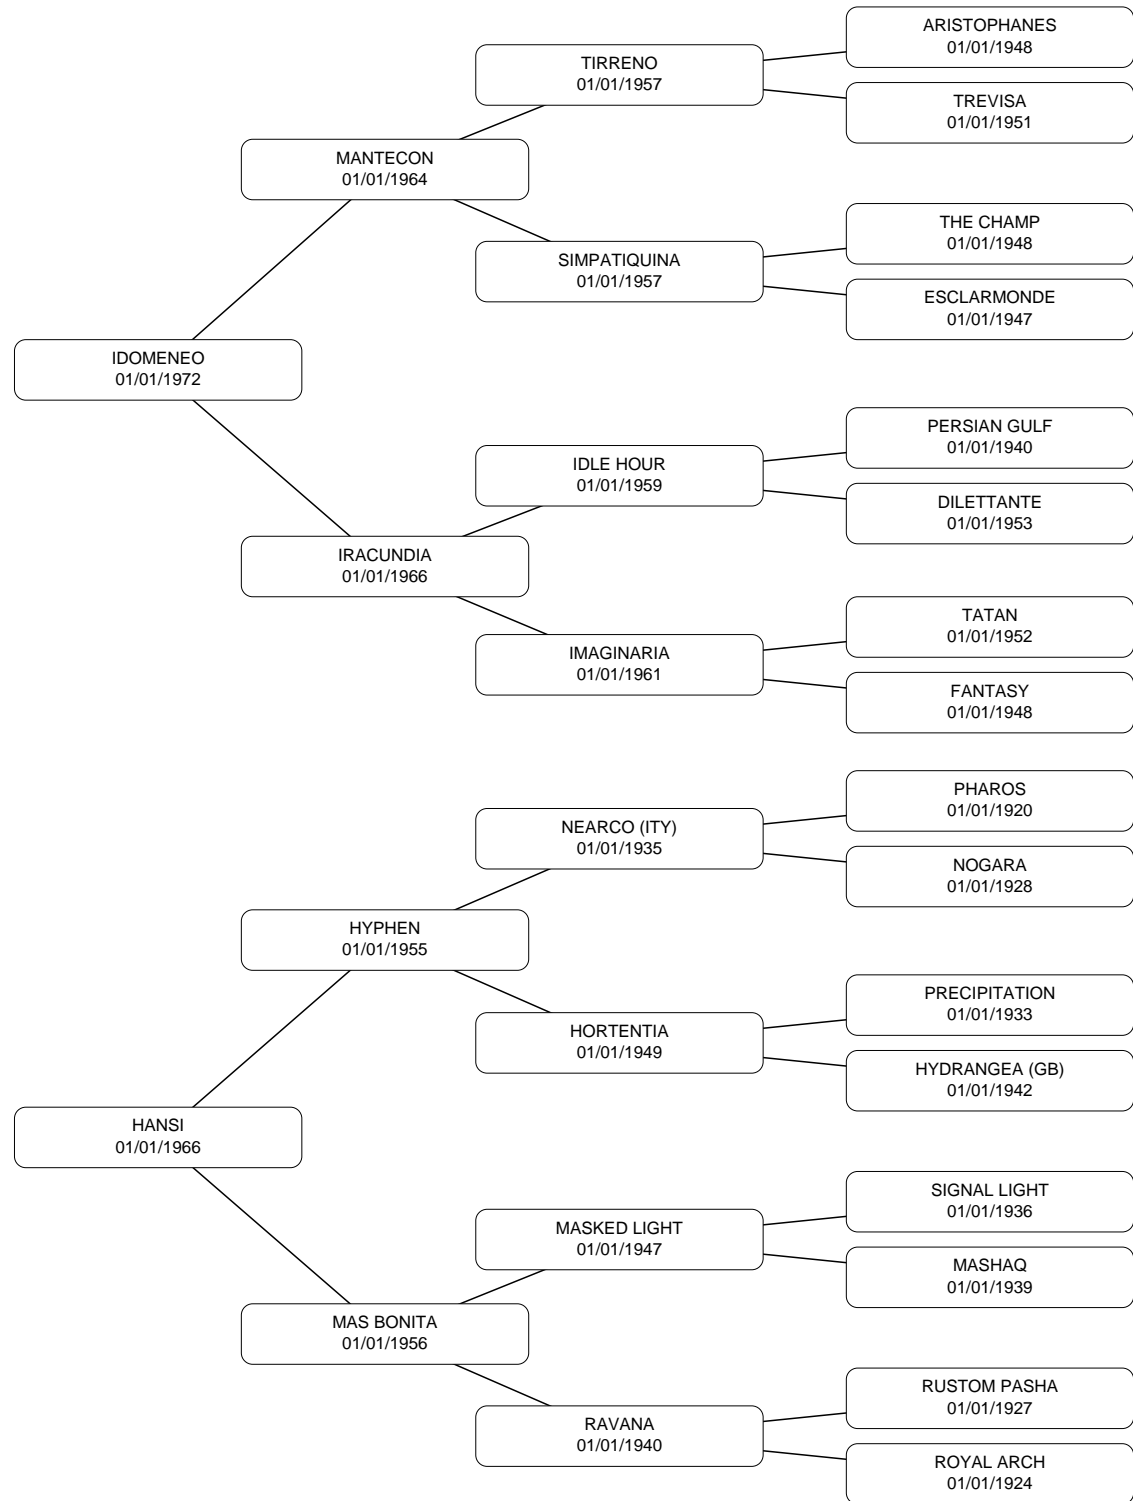 ARISTOPHANES
01/01/1948
TIRRENO
01/01/1957
TREVISA
01/01/1951
MANTECON
01/01/1964
THE CHAMP
01/01/1948
SIMPATIQUINA
01/01/1957
ESCLARMONDE
01/01/1947
IDOMENEO
01/01/1972
PERSIAN GULF
01/01/1940
IDLE HOUR
01/01/1959
DILETTANTE
01/01/1953
IRACUNDIA
01/01/1966
TATAN
01/01/1952
IMAGINARIA
01/01/1961
FANTASY
01/01/1948
PHAROS
01/01/1920
NEARCO (ITY)
01/01/1935
NOGARA
01/01/1928
HYPHEN
01/01/1955
PRECIPITATION
01/01/1933
HORTENTIA
01/01/1949
HYDRANGEA (GB)
01/01/1942
HANSI
01/01/1966
SIGNAL LIGHT
01/01/1936
MASKED LIGHT
01/01/1947
MASHAQ
01/01/1939
MAS BONITA
01/01/1956
RUSTOM PASHA
01/01/1927
RAVANA
01/01/1940
ROYAL ARCH
01/01/1924